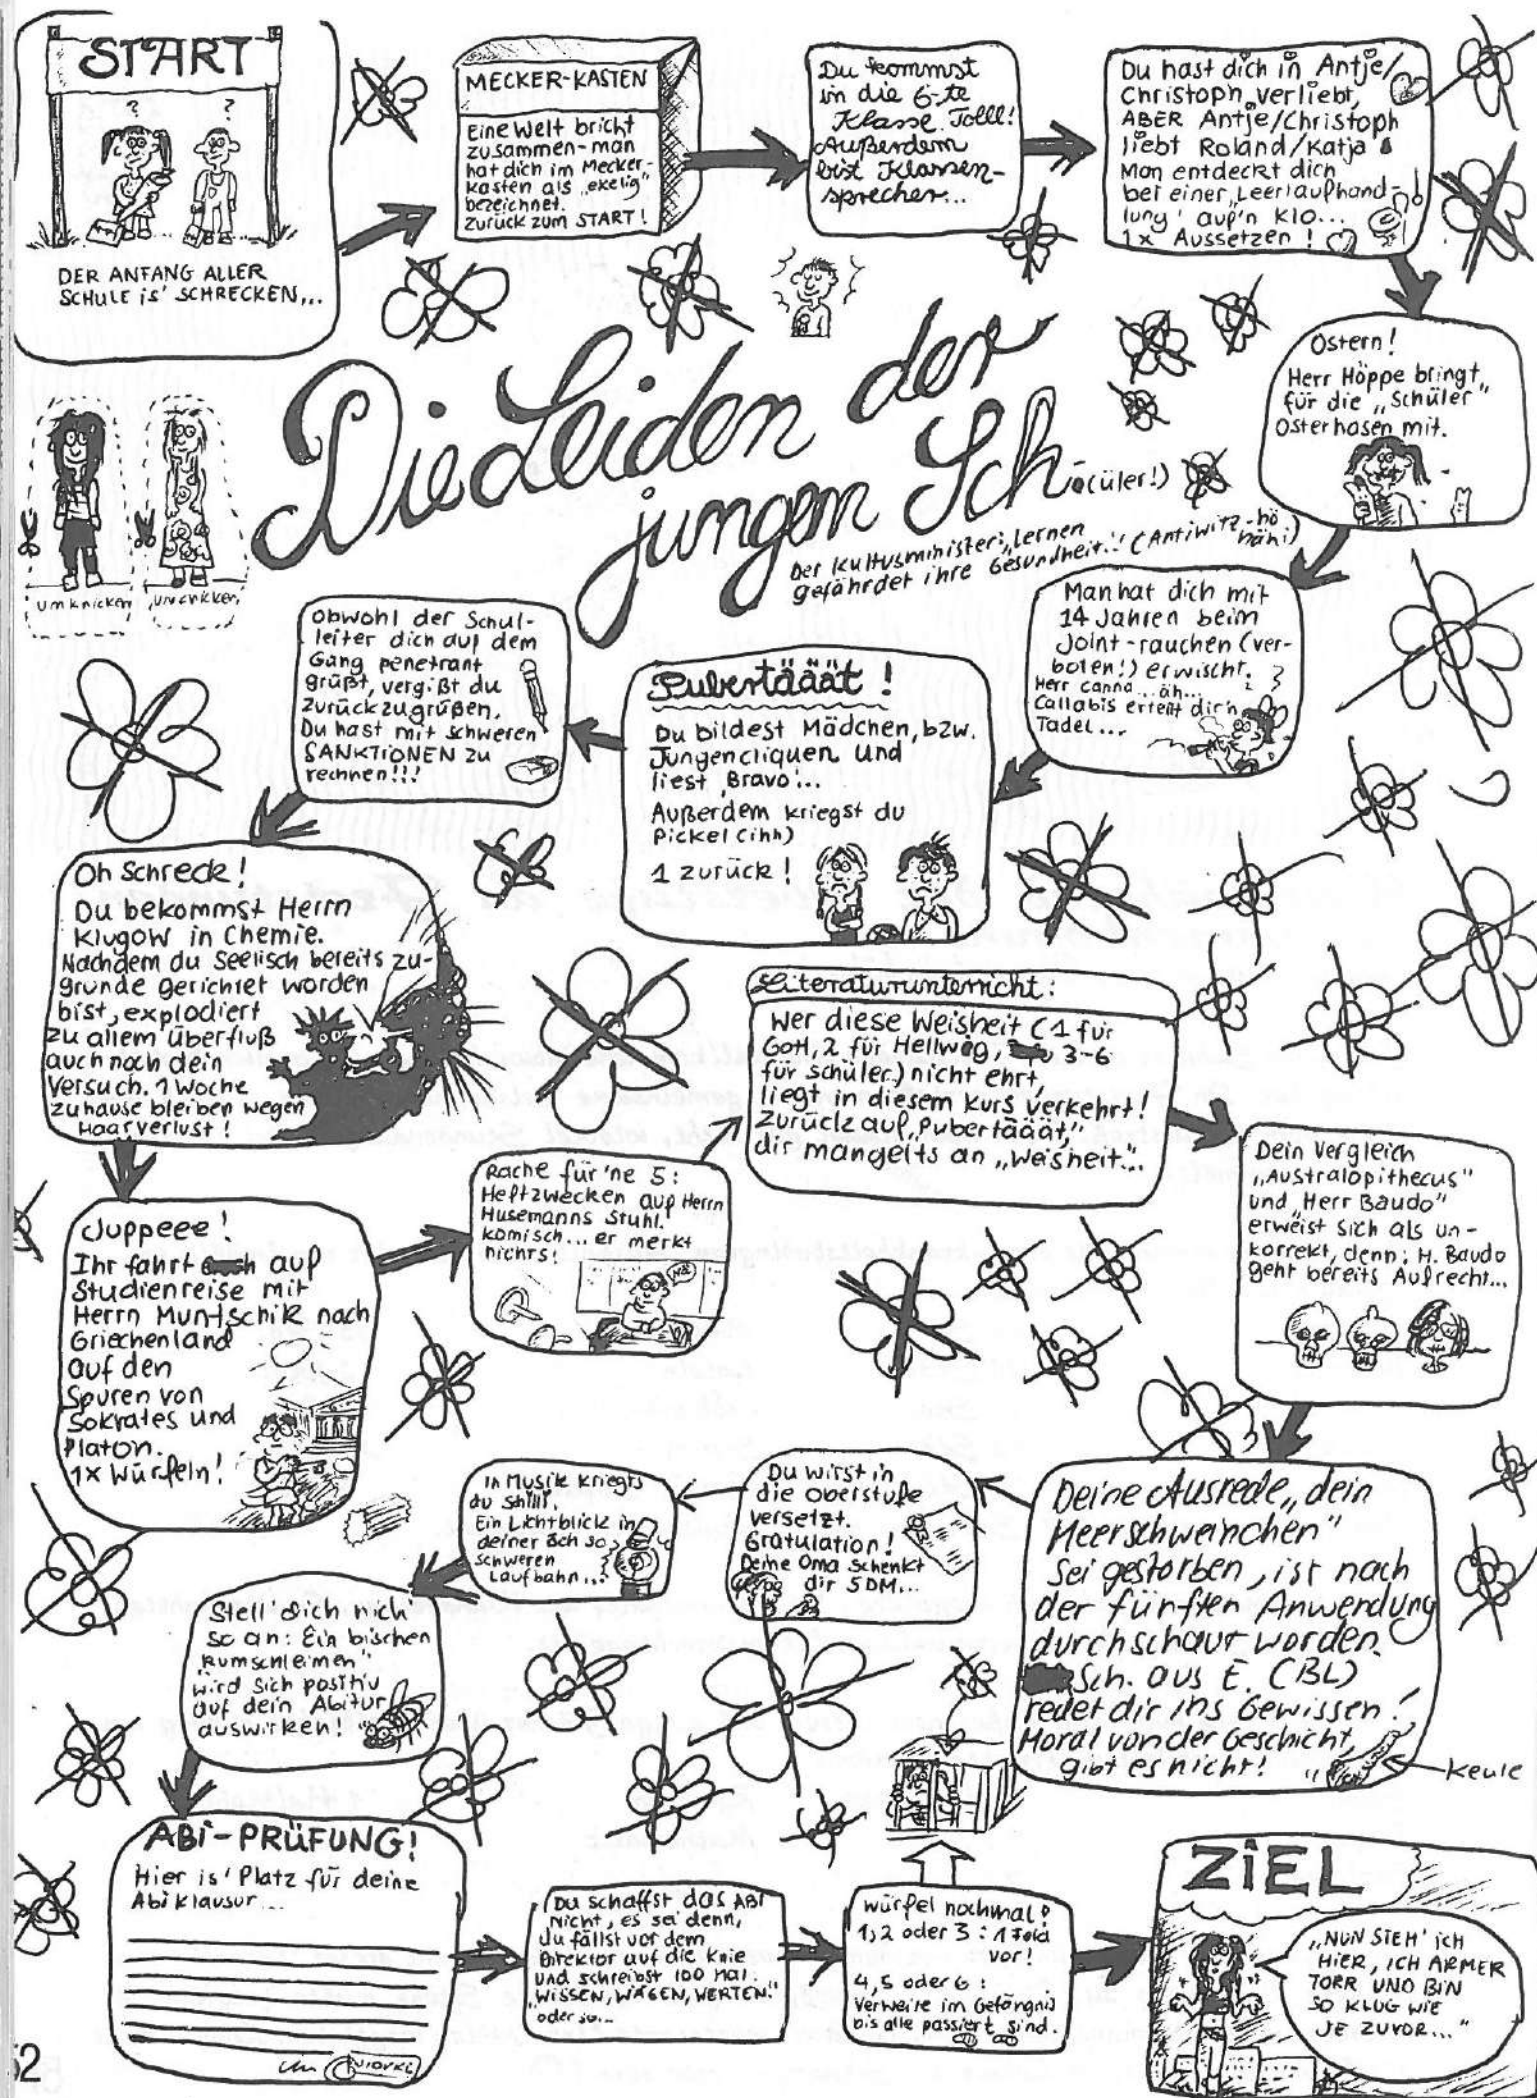 START
? ?
DER ANFANG ALLER
SCHULE is' SCHRECKEN...
MECKER-KASTEN
Eine Welt bricht
zusammen-man
hat dich im Mecker-
kasten als „ekelig"
bezeichnet.
Zurück zum START!
Du kommst
in die 6-te
Klasse. Tolll!
Außerdem
bist Klassen-
sprecher...
Du hast dich in Antje/
Christoph verliebt,
ABER Antje/Christoph
liebt Roland/Katja
Man entdeckt dich
bei einer ‚Leerlaufhand-
lung' auf'n Klo...
1x Aussetzen!
Ostern!
Herr Höppe bringt
für die „Schüler"
Osterhasen mit.
Die Leiden der
jungen Sch (üler!)
Der Kultusminister: „Lernen
gefährdet ihre Gesundheit!" (Antiwitz-hö
hähi)
umknicken
umknicken
Man hat dich mit
14 Jahren beim
Joint-rauchen (ver-
boten!) erwischt.
Herr Canna... äh...
Callabis erteilt dir'n
Tadel...
Pubertäät!
Du bildest Mädchen, bzw.
Jungencliquen und
liest ‚Bravo'...
Außerdem kriegst du
Pickel (ihh)
1 zurück!
Obwohl der Schul-
leiter dich auf dem
Gang penetrant
grüßt, vergißt du
zurückzugrüßen.
Du hast mit schweren
SANKTIONEN zu
rechnen!!!
Oh Schreck!
Du bekommst Herrn
Klugow in Chemie.
Nachdem du Seelisch bereits zu-
grunde gerichtet worden
bist, explodiert
zu allem Überfluß
auch noch dein
Versuch. 1 Woche
zuhause bleiben wegen
Haarverlust!
Juppeee!
Ihr fahrt auf
Studienreise mit
Herrn Muntschik nach
Griechenland
auf den
Spuren von
Sokrates und
Platon.
1x Würfeln!
Rache für 'ne 5:
Heftzwecken auf Herrn
Husemanns Stuhl.
Komisch... er merkt
nichts!
Literaturunterricht:
Wer diese Weisheit (1 für
Goth, 2 für Hellweg, 3-6
für Schüler) nicht ehrt,
liegt in diesem Kurs verkehrt!
Zurück auf „Pubertäät,"
dir mangelts an „Weisheit"...
Dein Vergleich
„Australopithecus"
und „Herr Baudo"
erweist sich als un-
korrekt, denn: H. Baudo
geht bereits Aufrecht...
Deine Ausrede „dein
Meerschweinchen"
sei gestorben, ist nach
der fünften Anwendung
durchschaut worden.
Sch. aus E. (BL)
redet dir ins Gewissen!
Moral von der Geschicht,
gibt es nicht!
Keule
Du wirst in
die Oberstufe
versetzt.
Gratulation!
Deine Oma schenkt
dir 5DM...
In Musik kriegts
du Schilli.
Ein Lichtblick in
deiner ach so
schweren
Laufbahn...
Stell' dich nich'
so an: Ein bischen
"Rumschleimen"
wird sich positiv
auf dein Abitur
auswirken!
ABi-PRÜFUNG!
Hier is' Platz für deine
Abiklausur...
Du schaffst das ABI
nicht, es sei denn,
du fällst vor dem
Direktor auf die Knie
und schreibst 100 mal:
"WISSEN, WAGEN, WERTEN."
oder so...
Würfel nochmal!
1,2 oder 3: 1 Feld
vor!
4,5 oder 6:
Verweile im Gefängnis
bis alle passiert sind.
ZiEL
„NUN STEH' ICH
HIER, ICH ARMER
TORR UND BIN
SO KLUG WIE
JE ZUVOR..."
52